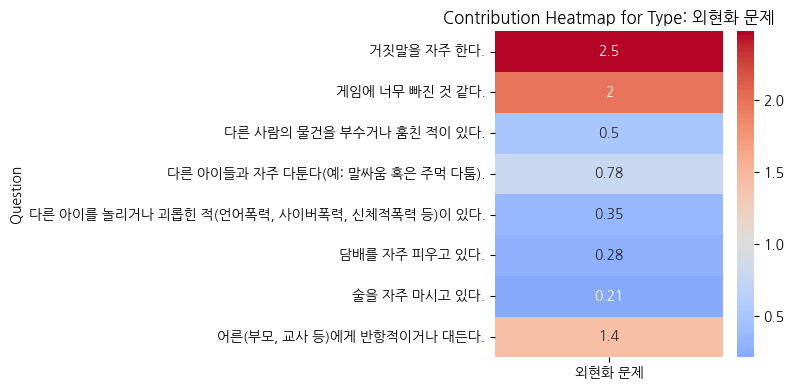 Contribution Heatmap for Type: 외현화 문제
Question
거짓말을 자주 한다.
2.5
게임에 너무 빠진 것 같다.
2
다른 사람의 물건을 부수거나 훔친 적이 있다.
0.5
다른 아이들과 자주 다툰다(예: 말싸움 혹은 주먹 다툼).
0.78
다른 아이를 놀리거나 괴롭힌 적(언어폭력, 사이버폭력, 신체적폭력 등)이 있다.
0.35
담배를 자주 피우고 있다.
0.28
술을 자주 마시고 있다.
0.21
어른(부모, 교사 등)에게 반항적이거나 대든다.
1.4
외현화 문제
2.0
1.5
1.0
0.5